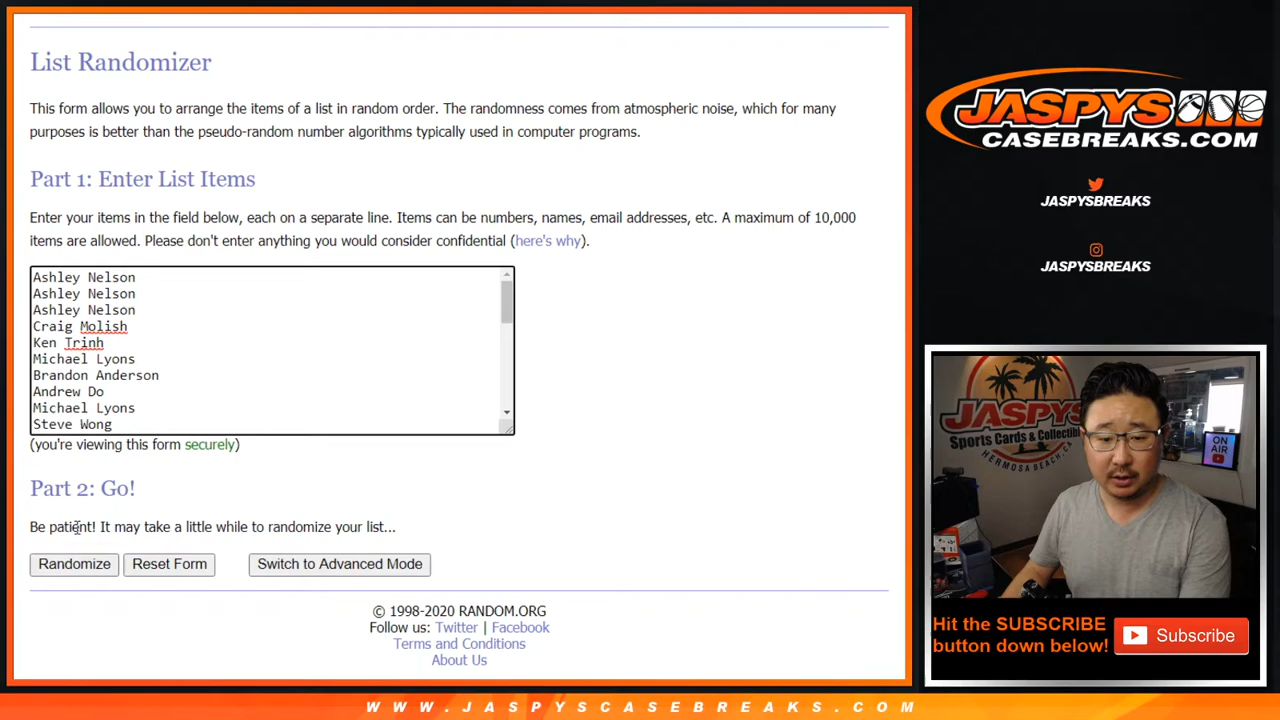 List Randomizer
This form allows you to arrange the items of a list in random order. The randomness comes from atmospheric noise, which for many
purposes is better than the pseudo-random number algorithms typically used in computer programs.
Part 1: Enter List Items
Enter your items in the field below, each on a separate line. Items can be numbers, names, email addresses, etc. A maximum of 10,000
items are allowed. Please don't enter anything you would consider confidential (here's why).
Ashley Nelson
Ashley Nelson
Ashley Nelson
Craig Molish
Ken Trinh
Michael Lyons
Brandon Anderson
Andrew Do
Michael Lyons
Steve Wong
(you're viewing this form securely)
Part 2: Go!
Be patient! It may take a little while to randomize your list...
Randomize
Reset Form
Switch to Advanced Mode
© 1998-2020 RANDOM.ORG
Follow us: Twitter | Facebook
Terms and Conditions
About Us
JASPYS
CASEBREAKS.COM
JASPYSBREAKS
JASPYSBREAKS
JASPYS
Sports Cards & Collectibl
HERMOSA BEACH, CA
ON
AIR
Hit the SUBSCRIBE
button down below!
Subscribe
WWW.JASPYSCASEBREAKS.COM